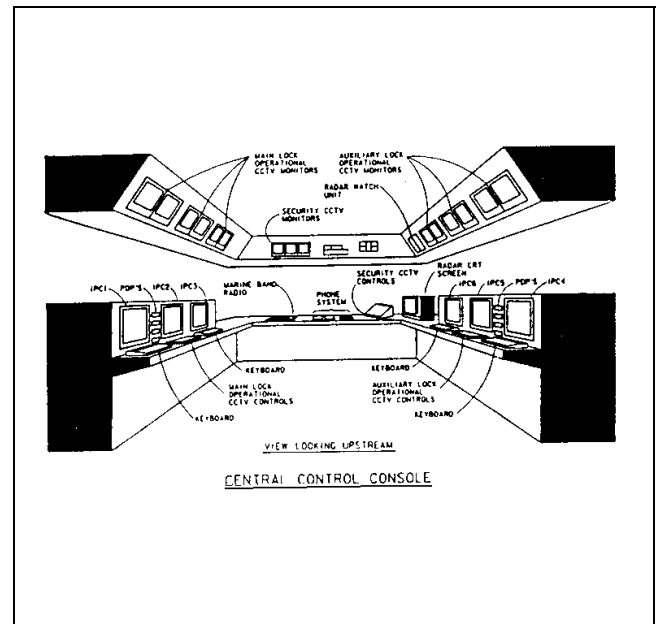 MAIN LOCK
OPERATIONAL
CCTV MONITORS
AUXILIARY LOCK
OPERATIONAL
CCTV MONITORS
RADAR WATCH
UNIT
SECURITY CCTV
MONITORS
SECURITY CCTV
CONTROLS
RADAR CRT
SCREEN
IPC1
PDP'S
IPC2
IPC3
MARINE BAND
RADIO
PHONE
SYSTEM
IPC6
IPC5
PDP'S
IPC4
KEYBOARD
MAIN LOCK
OPERATIONAL
CCTV CONTROLS
KEYBOARD
KEYBOARD
AUXILIARY LOCK
OPERATIONAL
CCTV CONTROLS
KEYBOARD
VIEW LOOKING UPSTREAM
CENTRAL CONTROL CONSOLE